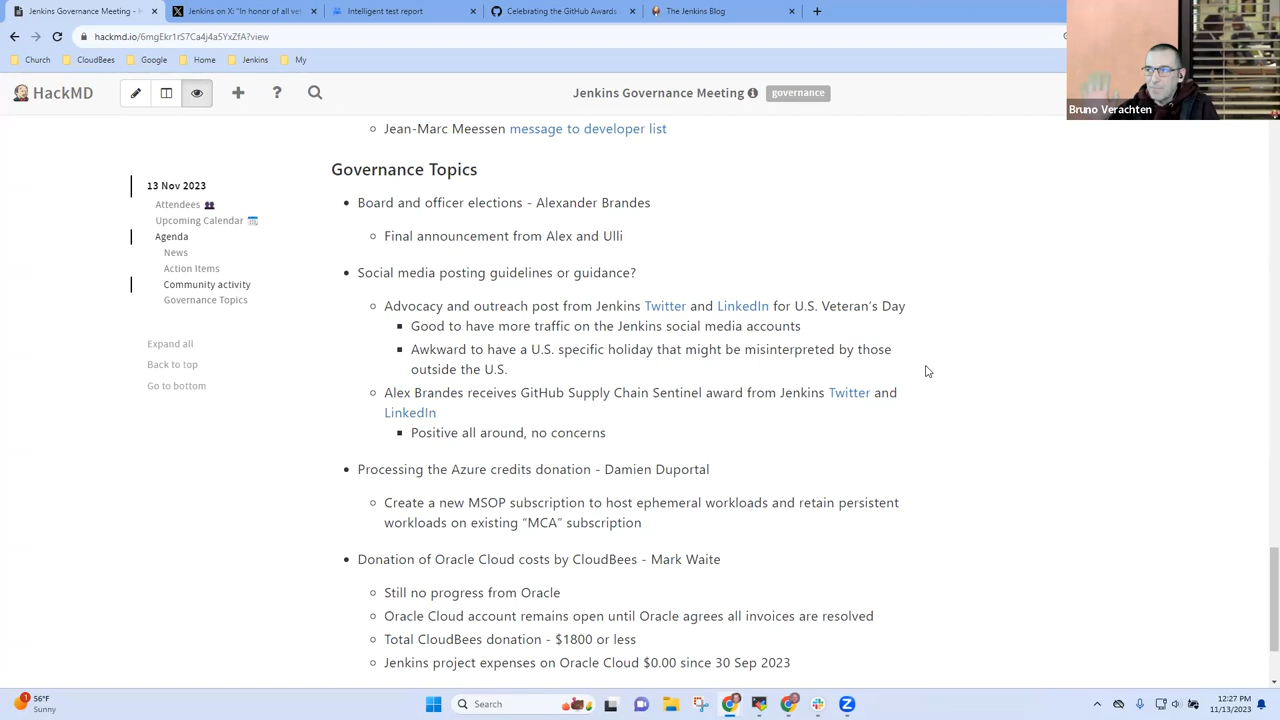 Jenkins Governance Meeting -
Jenkins on X: "In honor of all ve
Intelligent test report
Celebrating the GitHub Awards
The Jenkins Blog
hackmd.io/6mgEkr1rS7Ca4j4a5YxZfA?view
Church
CloudBees
Google
Home
Jenkins
My
HackMD
Jenkins Governance Meeting
governance
Bruno Verachten
13 Nov 2023
Attendees
Upcoming Calendar
Agenda
News
Action Items
Community activity
Governance Topics
Expand all
Back to top
Go to bottom
Jean-Marc Meessen message to developer list
Governance Topics
Board and officer elections - Alexander Brandes
Final announcement from Alex and Ulli
Social media posting guidelines or guidance?
Advocacy and outreach post from Jenkins Twitter and LinkedIn for U.S. Veteran's Day
Good to have more traffic on the Jenkins social media accounts
Awkward to have a U.S. specific holiday that might be misinterpreted by those
outside the U.S.
Alex Brandes receives GitHub Supply Chain Sentinel award from Jenkins Twitter and
LinkedIn
Positive all around, no concerns
Processing the Azure credits donation - Damien Duportal
Create a new MSOP subscription to host ephemeral workloads and retain persistent
workloads on existing "MCA" subscription
Donation of Oracle Cloud costs by CloudBees - Mark Waite
Still no progress from Oracle
Oracle Cloud account remains open until Oracle agrees all invoices are resolved
Total CloudBees donation - $1800 or less
Jenkins project expenses on Oracle Cloud $0.00 since 30 Sep 2023
56°F
Sunny
Search
12:27 PM
11/13/2023